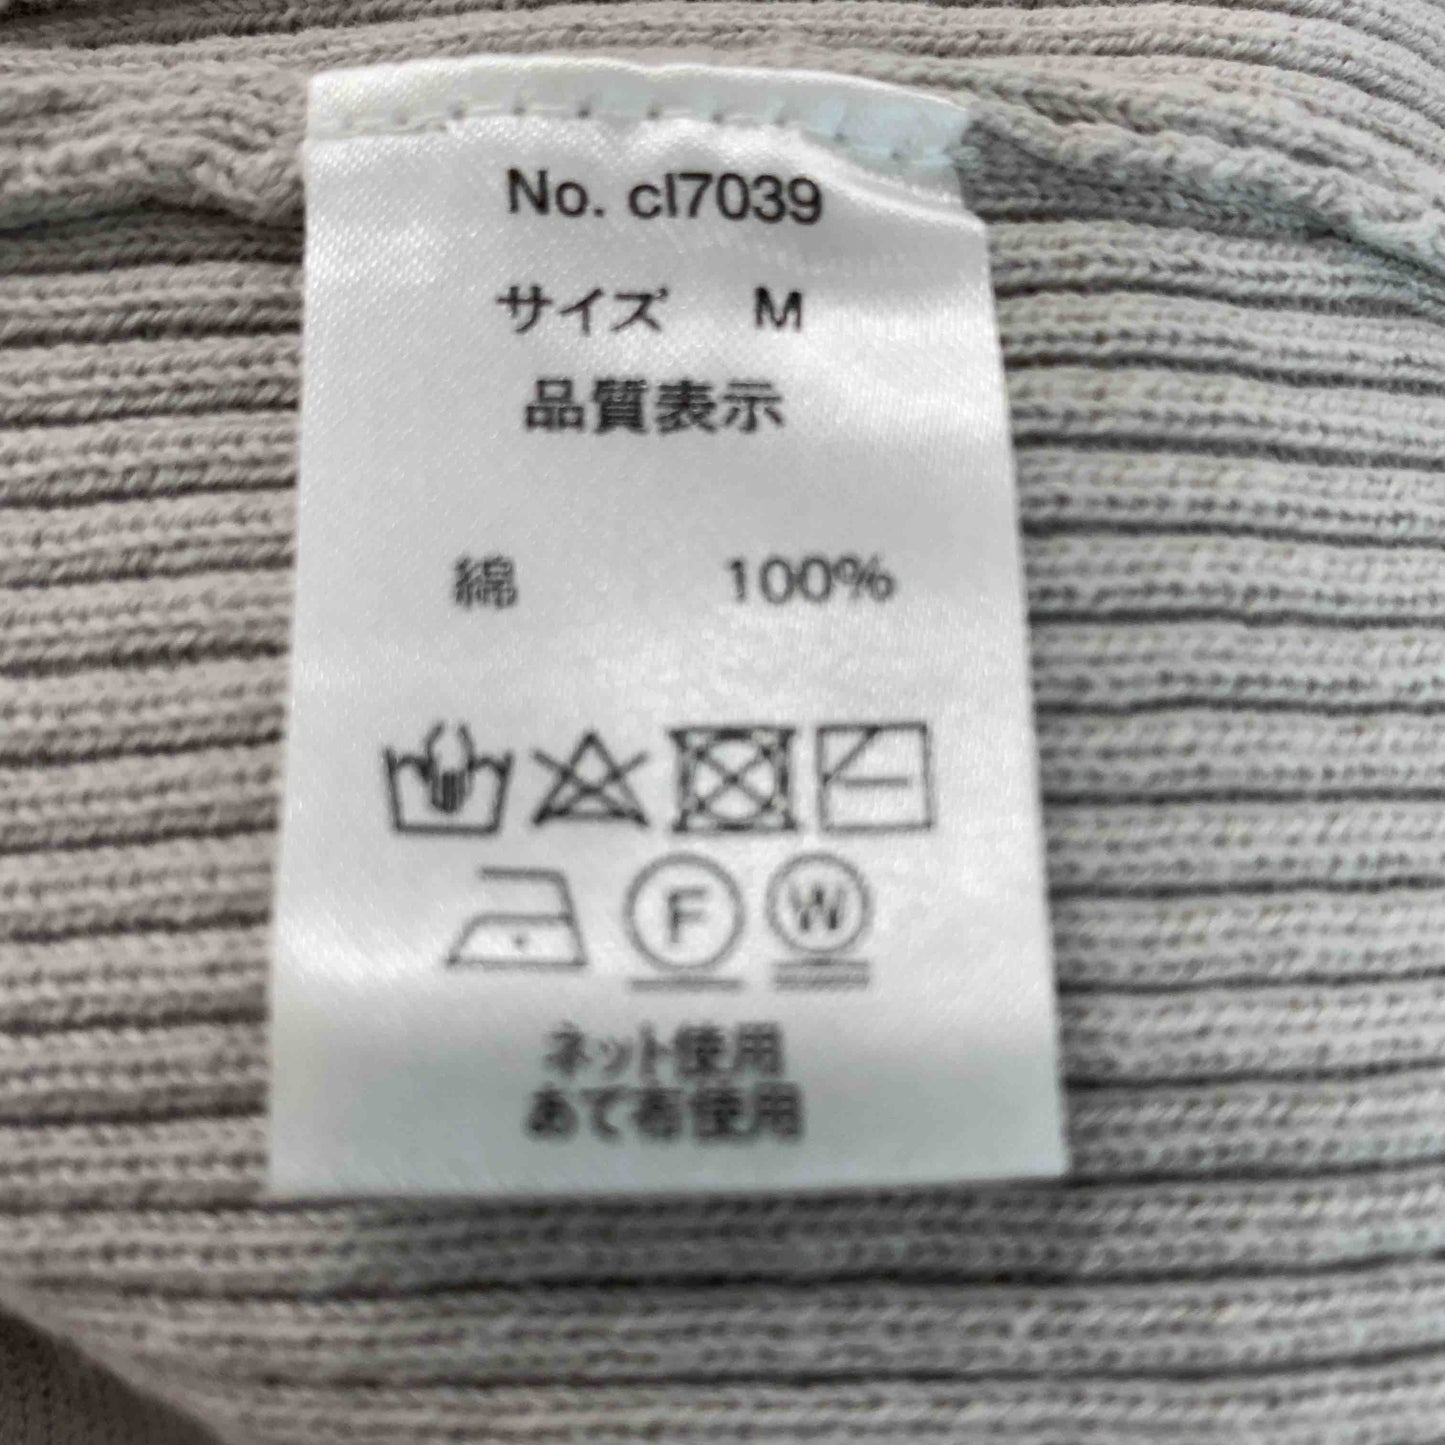 No. cl7039
サイズ M
品質表示
綿 100%
F W
ネット使用
あて布使用